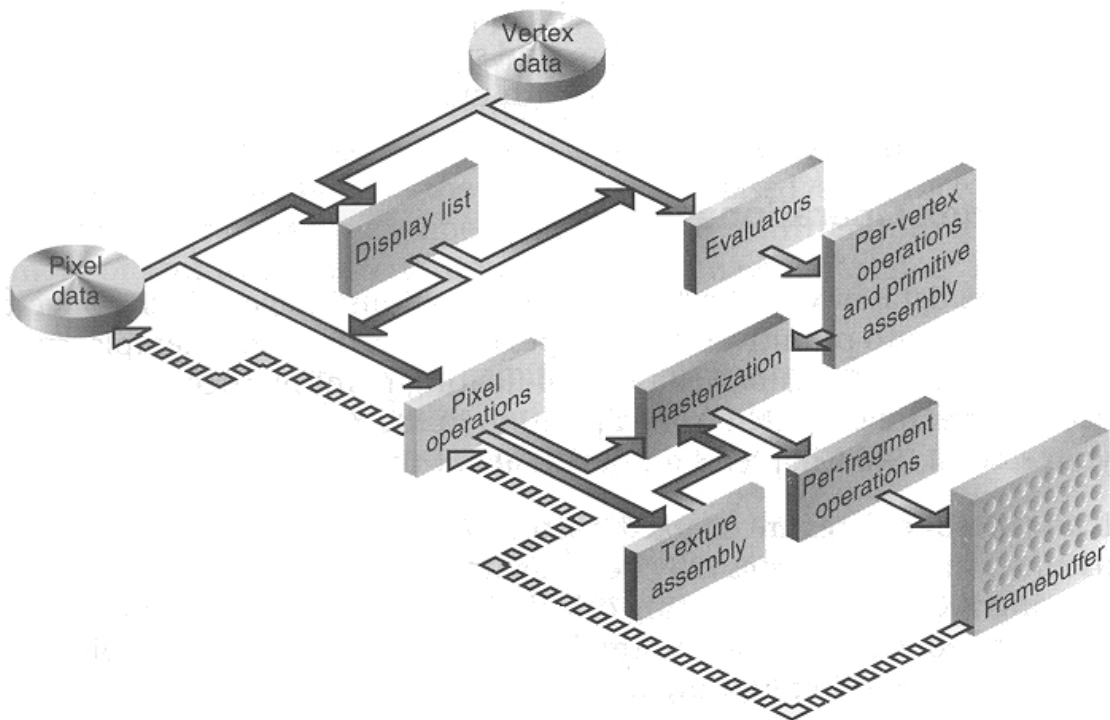 Vertex
data
Display list
Evaluators
Per-vertex
operations
and primitive
assembly
Pixel
data
Pixel
operations
Rasterization
Per-fragment
operations
Texture
assembly
Framebuffer